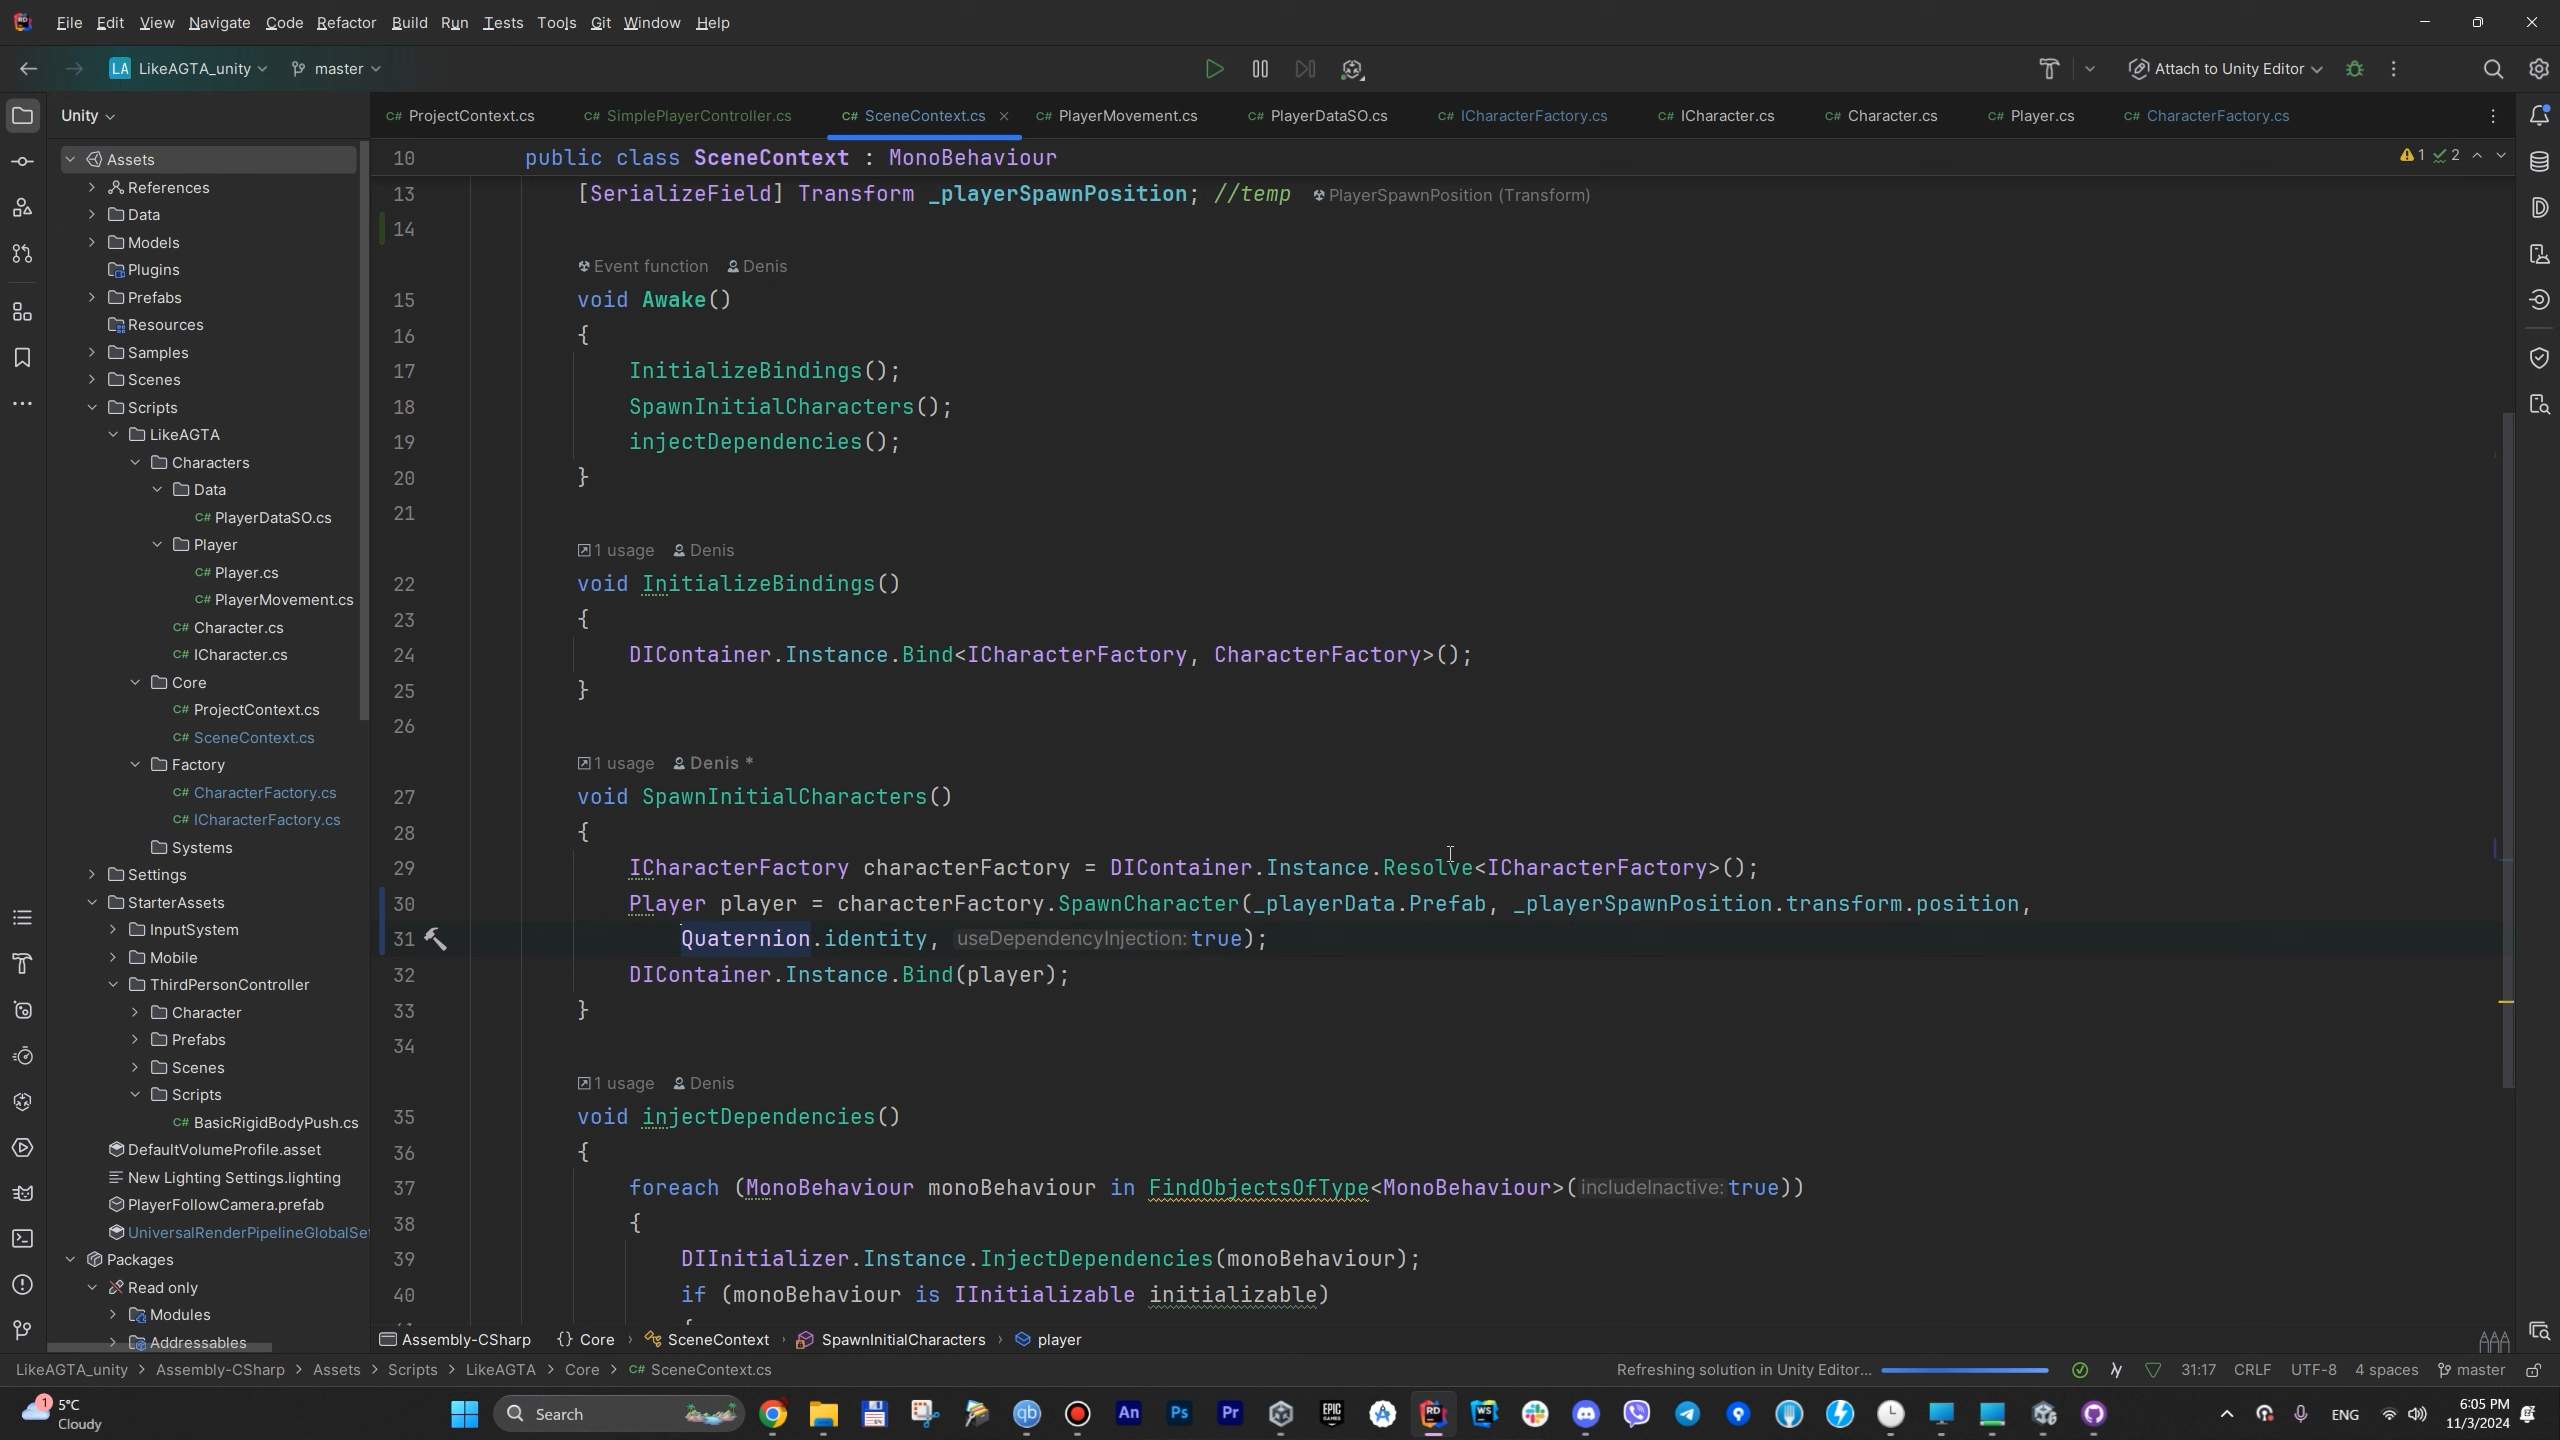 File Edit View Navigate Code Refactor Build Run Tests Tools Git Window Help
LA LikeAGTA_unity master Attach to Unity Editor
Unity
C# ProjectContext.cs C# SimplePlayerController.cs C# SceneContext.cs C# PlayerMovement.cs C# PlayerDataSO.cs C# ICharacterFactory.cs C# ICharacter.cs C# Character.cs C# Player.cs C# CharacterFactory.cs
Assets
References
Data
Models
Plugins
Prefabs
Resources
Samples
Scenes
Scripts
LikeAGTA
Characters
Data
C# PlayerDataSO.cs
Player
C# Player.cs
C# PlayerMovement.cs
C# Character.cs
C# ICharacter.cs
Core
C# ProjectContext.cs
C# SceneContext.cs
Factory
C# CharacterFactory.cs
C# ICharacterFactory.cs
Systems
Settings
StarterAssets
InputSystem
Mobile
ThirdPersonController
Character
Prefabs
Scenes
Scripts
C# BasicRigidBodyPush.cs
DefaultVolumeProfile.asset
New Lighting Settings.lighting
PlayerFollowCamera.prefab
UniversalRenderPipelineGlobalSet
Packages
Read only
Modules
Addressables
10 public class SceneContext : MonoBehaviour
1 2
13 [SerializeField] Transform _playerSpawnPosition; //temp PlayerSpawnPosition (Transform)
14
Event function Denis
15 void Awake()
16 {
17 InitializeBindings();
18 SpawnInitialCharacters();
19 injectDependencies();
20 }
21
1 usage Denis
22 void InitializeBindings()
23 {
24 DIContainer.Instance.Bind<ICharacterFactory, CharacterFactory>();
25 }
26
1 usage Denis *
27 void SpawnInitialCharacters()
28 {
29 ICharacterFactory characterFactory = DIContainer.Instance.Resolve<ICharacterFactory>();
30 Player player = characterFactory.SpawnCharacter(_playerData.Prefab, _playerSpawnPosition.transform.position,
31 Quaternion.identity, useDependencyInjection: true);
32 DIContainer.Instance.Bind(player);
33 }
34
1 usage Denis
35 void injectDependencies()
36 {
37 foreach (MonoBehaviour monoBehaviour in FindObjectsOfType<MonoBehaviour>(includeInactive: true))
38 {
39 DIInitializer.Instance.InjectDependencies(monoBehaviour);
40 if (monoBehaviour is IInitializable initializable)
Assembly-CSharp {} Core > SceneContext > SpawnInitialCharacters > player
LikeAGTA_unity > Assembly-CSharp > Assets > Scripts > LikeAGTA > Core > C# SceneContext.cs Refreshing solution in Unity Editor... 31:17 CRLF UTF-8 4 spaces master
1 5°C
Cloudy
Search
An Ps Pr EPIC GAMES RD WS
ENG
6:05 PM
11/3/2024